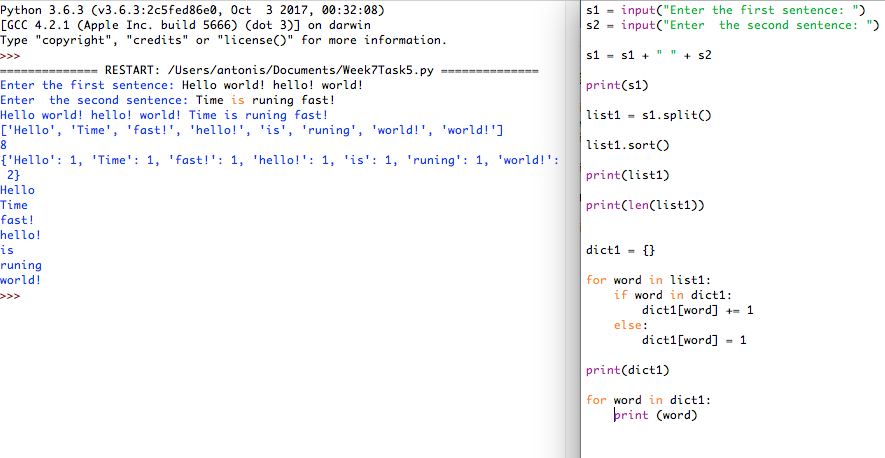 Python 3.6.3 (v3.6.3:2c5fed86e0, Oct  3 2017, 00:32:08)
[GCC 4.2.1 (Apple Inc. build 5666) (dot 3)] on darwin
Type "copyright", "credits" or "license()" for more information.
>>>
============== RESTART: /Users/antonis/Documents/Week7Task5.py ==============
Enter the first sentence: Hello world! hello! world!
Enter  the second sentence: Time is runing fast!
Hello world! hello! world! Time is runing fast!
['Hello', 'Time', 'fast!', 'hello!', 'is', 'runing', 'world!', 'world!']
8
{'Hello': 1, 'Time': 1, 'fast!': 1, 'hello!': 1, 'is': 1, 'runing': 1, 'world!':
 2}
Hello
Time
fast!
hello!
is
runing
world!
>>>
s1 = input("Enter the first sentence: ")
s2 = input("Enter  the second sentence: ")
s1 = s1 + " " + s2
print(s1)
list1 = s1.split()
list1.sort()
print(list1)
print(len(list1))
dict1 = {}
for word in list1:
    if word in dict1:
        dict1[word] += 1
    else:
        dict1[word] = 1
print(dict1)
for word in dict1:
    print (word)